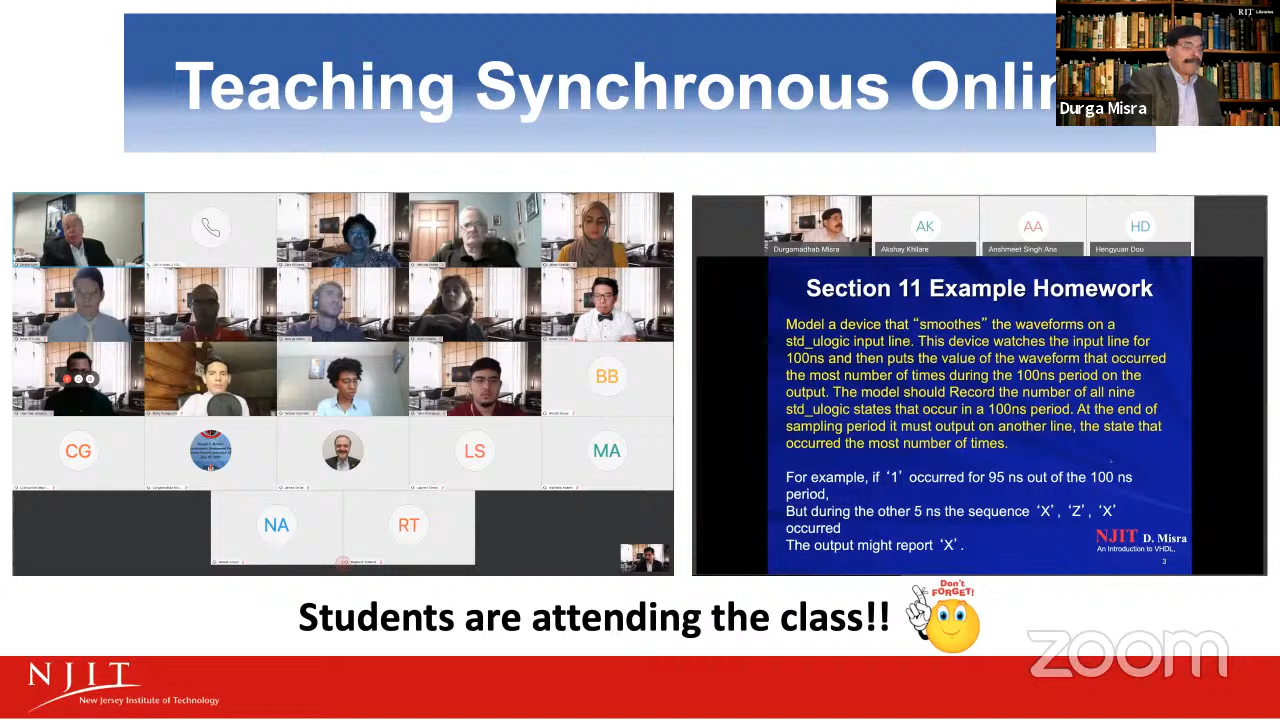 Teaching Synchronous Onlin
RIT Libraries
Durga Misra
BB
CG
LS
MA
NA
RT
AK
AA
HD
Durgamadhab Misra
Akshay Khilare
Anshmeet Singh Ana
Hengyuan Dou
Section 11 Example Homework
Model a device that “smoothes” the waveforms on a
std_ulogic input line. This device watches the input line for
100ns and then puts the value of the waveform that occurred
the most number of times during the 100ns period on the
output. The model should Record the number of all nine
std_ulogic states that occur in a 100ns period. At the end of
sampling period it must output on another line, the state that
occurred the most number of times.
For example, if ‘1’ occurred for 95 ns out of the 100 ns
period,
But during the other 5 ns the sequence ‘X’, ‘Z’, ‘X’
occurred
The output might report ‘X’.
NJIT D. Misra
An Introduction to VHDL,
3
Students are attending the class!!
Don't
FORGET!
zoom
NJIT
New Jersey Institute of Technology